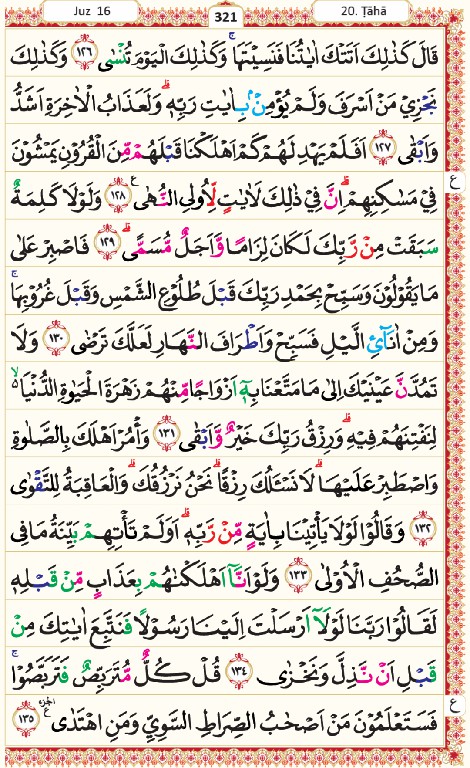 Juz 16 321 20. Ṭāhā
قَالَ كَذٰلِكَ اَتَتْكَ اٰيٰتُنَا فَنَسِيْتَهَا ۚ وَكَذٰلِكَ الْيَوْمَ تُنْسٰى ﴿١٢٦﴾ وَكَذٰلِكَ
نَجْزِيْ مَنْ اَسْرَفَ وَلَمْ يُؤْمِنْۢ بِاٰيٰتِ رَبِّهٖ ۗ وَلَعَذَابُ الْاٰخِرَةِ اَشَدُّ
وَاَبْقٰى ﴿١٢٧﴾ اَفَلَمْ يَهْدِ لَهُمْ كَمْ اَهْلَكْنَا قَبْلَهُمْ مِّنَ الْقُرُوْنِ يَمْشُوْنَ
فِيْ مَسٰكِنِهِمْ ۗ اِنَّ فِيْ ذٰلِكَ لَاٰيٰتٍ لِّاُولِى النُّهٰى ࣖ ﴿١٢٨﴾ وَلَوْلَا كَلِمَةٌ
سَبَقَتْ مِنْ رَّبِّكَ لَكَانَ لِزَامًا وَّاَجَلٌ مُّسَمًّى ۗ ﴿١٢٩﴾ فَاصْبِرْ عَلٰى
مَا يَقُوْلُوْنَ وَسَبِّحْ بِحَمْدِ رَبِّكَ قَبْلَ طُلُوْعِ الشَّمْسِ وَقَبْلَ غُرُوْبِهَا ۚ
وَمِنْ اٰنَاۤئِ الَّيْلِ فَسَبِّحْ وَاَطْرَافَ النَّهَارِ لَعَلَّكَ تَرْضٰى ﴿١٣٠﴾ وَلَا
تَمُدَّنَّ عَيْنَيْكَ اِلٰى مَا مَتَّعْنَا بِهٖٓ اَزْوَاجًا مِّنْهُمْ زَهْرَةَ الْحَيٰوةِ الدُّنْيَا ەۙ
لِنَفْتِنَهُمْ فِيْهِ ۗ وَرِزْقُ رَبِّكَ خَيْرٌ وَّاَبْقٰى ﴿١٣١﴾ وَأْمُرْ اَهْلَكَ بِالصَّلٰوةِ
وَاصْطَبِرْ عَلَيْهَا ۗ لَا نَسْـَٔلُكَ رِزْقًا ۗ نَحْنُ نَرْزُقُكَ ۗ وَالْعَاقِبَةُ لِلتَّقْوٰى
﴿١٣٢﴾ وَقَالُوْا لَوْلَا يَأْتِيْنَا بِاٰيَةٍ مِّنْ رَّبِّهٖ ۗ اَوَلَمْ تَأْتِهِمْ بَيِّنَةُ مَا فِى
الصُّحُفِ الْاُوْلٰى ﴿١٣٣﴾ وَلَوْ اَنَّآ اَهْلَكْنٰهُمْ بِعَذَابٍ مِّنْ قَبْلِهٖ
لَقَالُوْا رَبَّنَا لَوْلَآ اَرْسَلْتَ اِلَيْنَا رَسُوْلًا فَنَتَّبِعَ اٰيٰتِكَ مِنْ
قَبْلِ اَنْ نَّذِلَّ وَنَخْزٰى ﴿١٣٤﴾ قُلْ كُلٌّ مُّتَرَبِّصٌ فَتَرَبَّصُوْا ۚ
فَسَتَعْلَمُوْنَ مَنْ اَصْحٰبُ الصِّرَاطِ السَّوِيِّ وَمَنِ اهْتَدٰى ࣖ ﴿١٣٥﴾
ع
ع